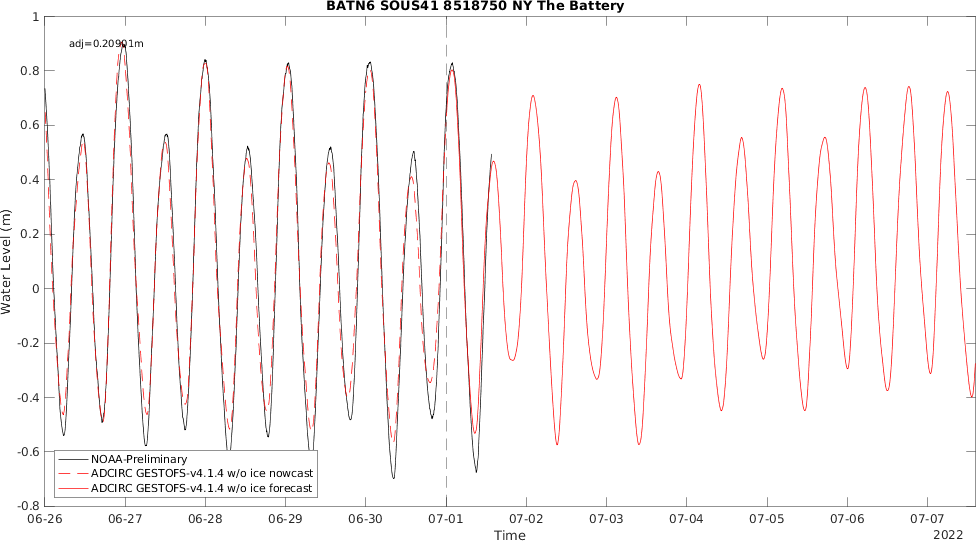 BATN6 SOUS41 8518750 NY The Battery
adj=0.20901m
Water Level (m)
1
0.8
0.6
0.4
0.2
0
-0.2
-0.4
-0.6
-0.8
NOAA-Preliminary
ADCIRC GESTOFS-v4.1.4 w/o ice nowcast
ADCIRC GESTOFS-v4.1.4 w/o ice forecast
06-26 06-27 06-28 06-29 06-30 07-01 07-02 07-03 07-04 07-05 07-06 07-07
Time
2022